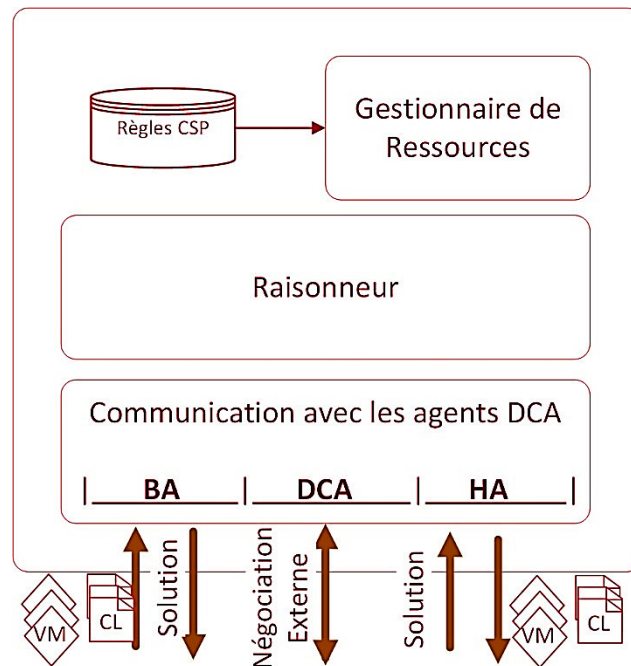 Gestionnaire de
Ressources
Règles CSP
Raisonneur
Communication avec les agents DCA
BA
DCA
HA
Solution
Négociation
Externe
Solution
VM
CL
VM
CL